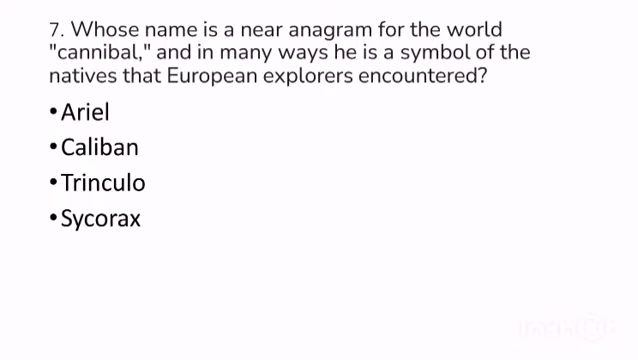 7. Whose name is a near anagram for the world
"cannibal," and in many ways he is a symbol of the
natives that European explorers encountered?
•Ariel
•Caliban
•Trinculo
•Sycorax